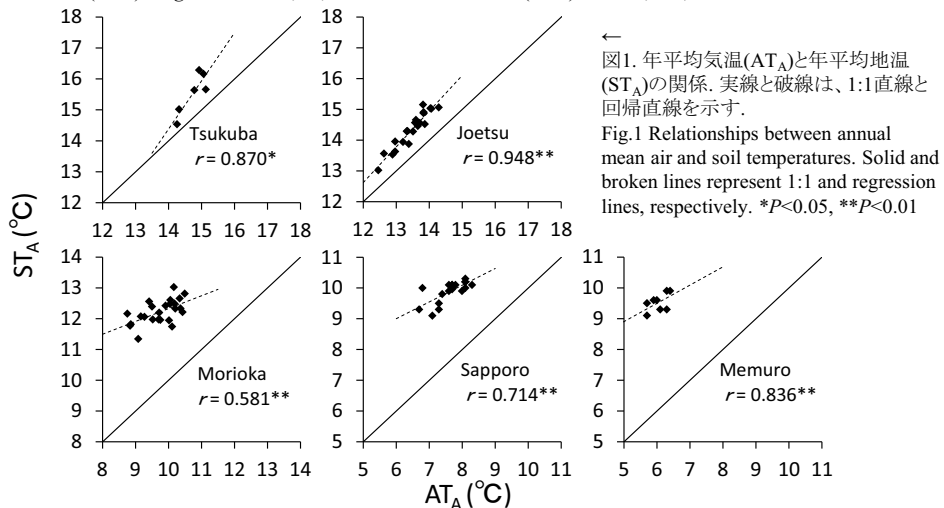 18
17
16
15
14
13
12
Tsukuba
r = 0.870*
12 13 14 15 16 17 18
18
17
16
15
14
13
12
Joetsu
r = 0.948**
12 13 14 15 16 17 18
←
図1. 年平均気温(ATA)と年平均地温
(STA)の関係. 実線と破線は、1:1直線と
回帰直線を示す.
Fig.1 Relationships between annual
mean air and soil temperatures. Solid and
broken lines represent 1:1 and regression
lines, respectively. *P<0.05, **P<0.01
STA (℃)
14
13
12
11
10
9
8
Morioka
r = 0.581**
8 9 10 11 12 13 14
11
10
9
8
7
6
5
Sapporo
r = 0.714**
5 6 7 8 9 10 11
11
10
9
8
7
6
5
Memuro
r = 0.836**
5 6 7 8 9 10 11
ATA (℃)